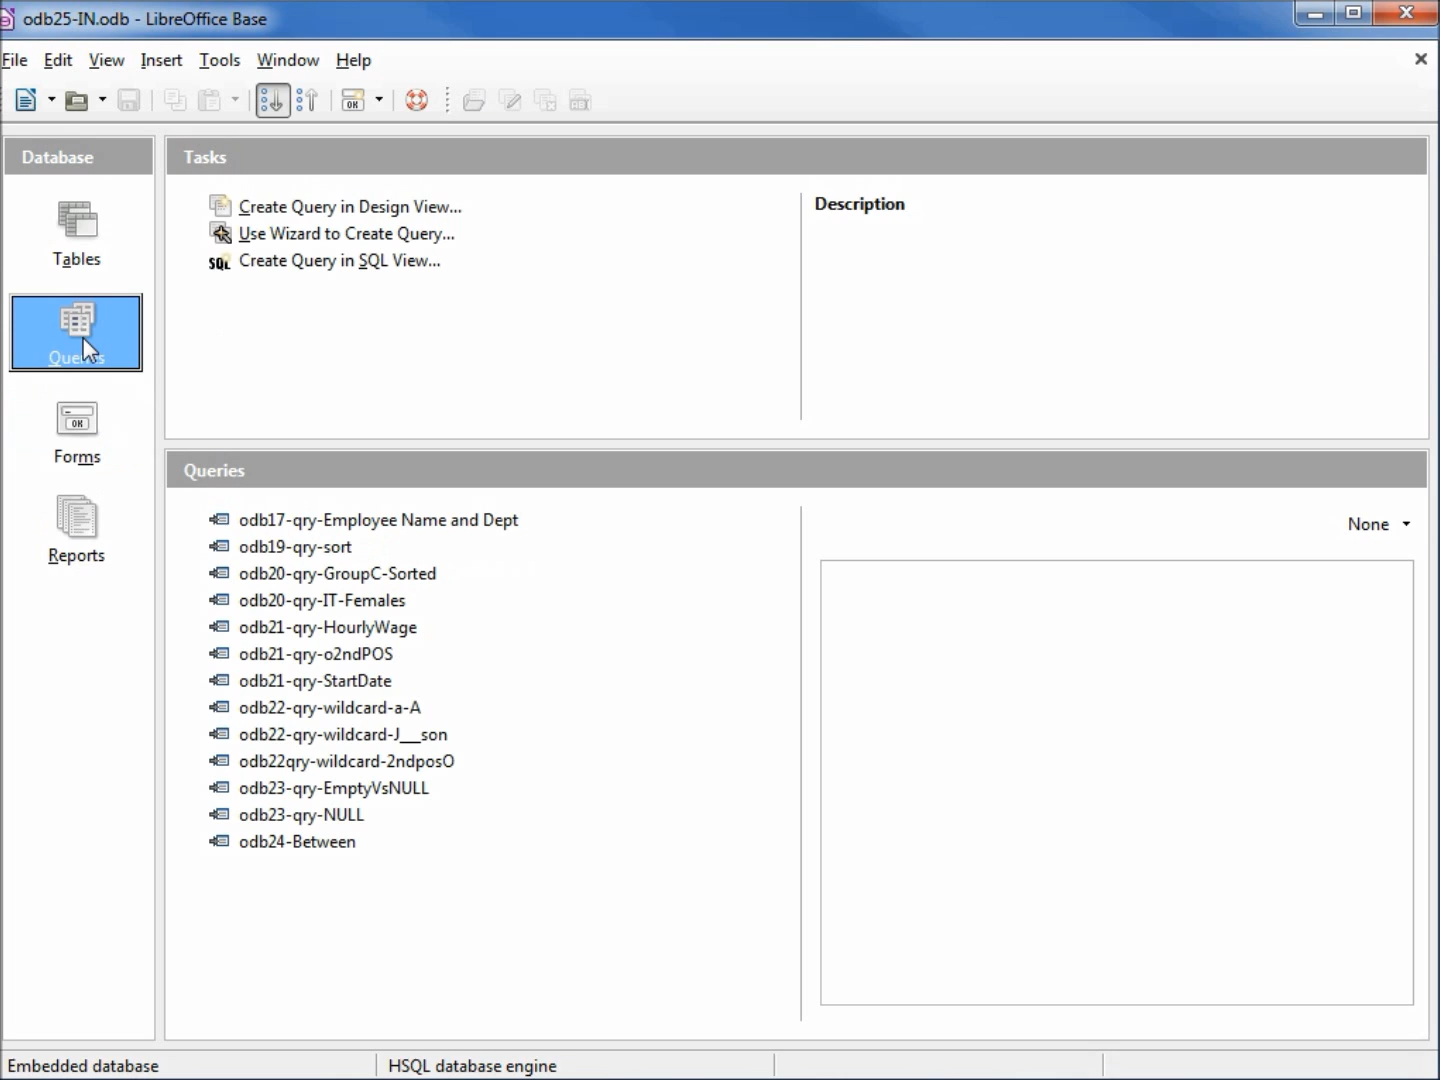 odb25-IN.odb - LibreOffice Base
File Edit View Insert Tools Window Help
OK
Database
Tables
Queries
OK
Forms
Reports
Tasks
Create Query in Design View...
Use Wizard to Create Query...
SQL Create Query in SQL View...
Description
Queries
odb17-qry-Employee Name and Dept
odb19-qry-sort
odb20-qry-GroupC-Sorted
odb20-qry-IT-Females
odb21-qry-HourlyWage
odb21-qry-o2ndPOS
odb21-qry-StartDate
odb22-qry-wildcard-a-A
odb22-qry-wildcard-J__son
odb22qry-wildcard-2ndposO
odb23-qry-EmptyVsNULL
odb23-qry-NULL
odb24-Between
None
Embedded database
HSQL database engine